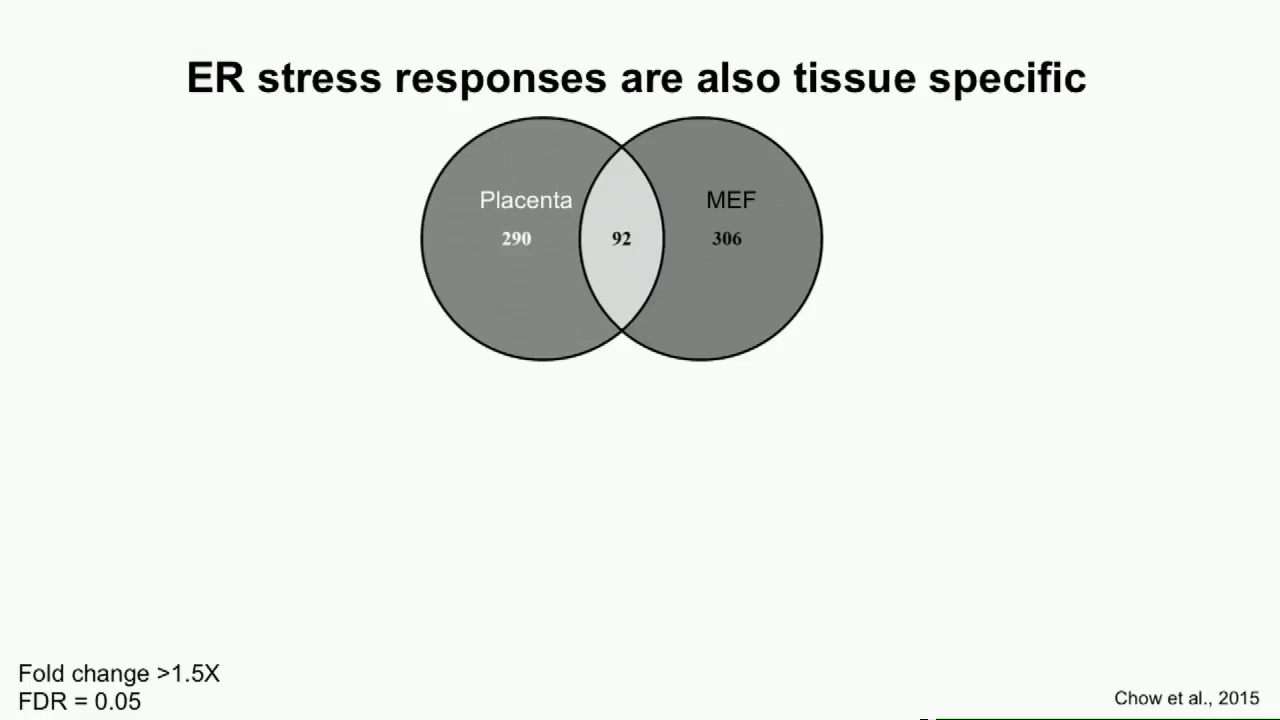 ER stress responses are also tissue specific
Placenta
MEF
290
92
306
Fold change >1.5X
FDR = 0.05
Chow et al., 2015